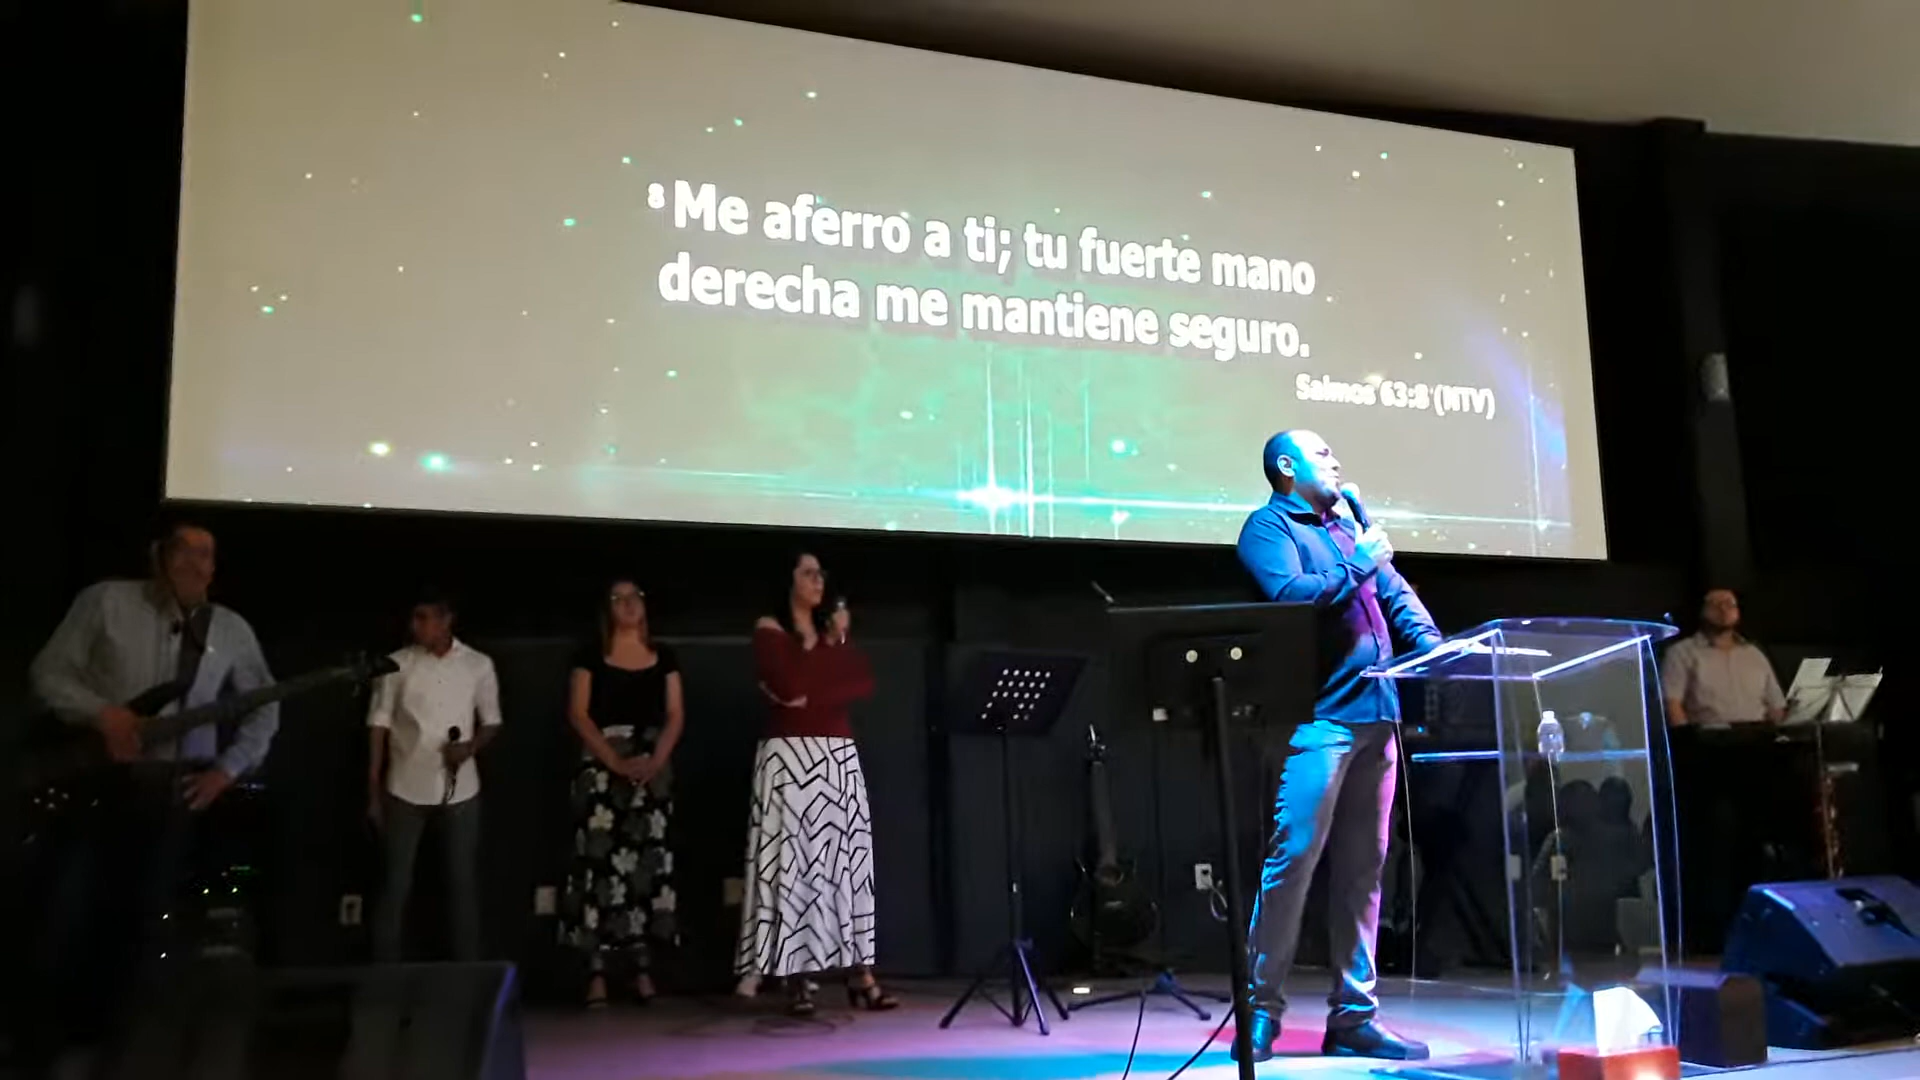 8 Me aferro a ti; tu fuerte mano
derecha me mantiene seguro.
Salmos 63:8 (NTV)